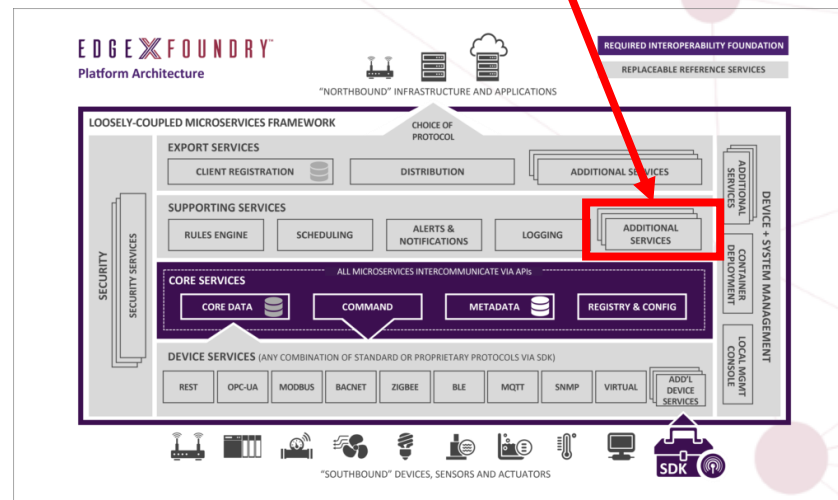 EDGE X FOUNDRY™
Platform Architecture
REQUIRED INTEROPERABILITY FOUNDATION
REPLACEABLE REFERENCE SERVICES
"NORTHBOUND" INFRASTRUCTURE AND APPLICATIONS
LOOSELY-COUPLED MICROSERVICES FRAMEWORK
CHOICE OF
PROTOCOL
EXPORT SERVICES
CLIENT REGISTRATION
DISTRIBUTION
ADDITIONAL SERVICES
SUPPORTING SERVICES
RULES ENGINE
SCHEDULING
ALERTS &
NOTIFICATIONS
LOGGING
ADDITIONAL
SERVICES
ALL MICROSERVICES INTERCOMMUNICATE VIA APIs
CORE SERVICES
CORE DATA
COMMAND
METADATA
REGISTRY & CONFIG
DEVICE SERVICES (ANY COMBINATION OF STANDARD OR PROPRIETARY PROTOCOLS VIA SDK)
REST
OPC-UA
MODBUS
BACNET
ZIGBEE
BLE
MQTT
SNMP
VIRTUAL
ADD'L
DEVICE
SERVICES
SECURITY
SECURITY SERVICES
ADDITIONAL
SERVICES
CONTAINER
DEPLOYMENT
LOCAL MGMT
CONSOLE
DEVICE + SYSTEM MANAGEMENT
"SOUTHBOUND" DEVICES, SENSORS AND ACTUATORS
SDK